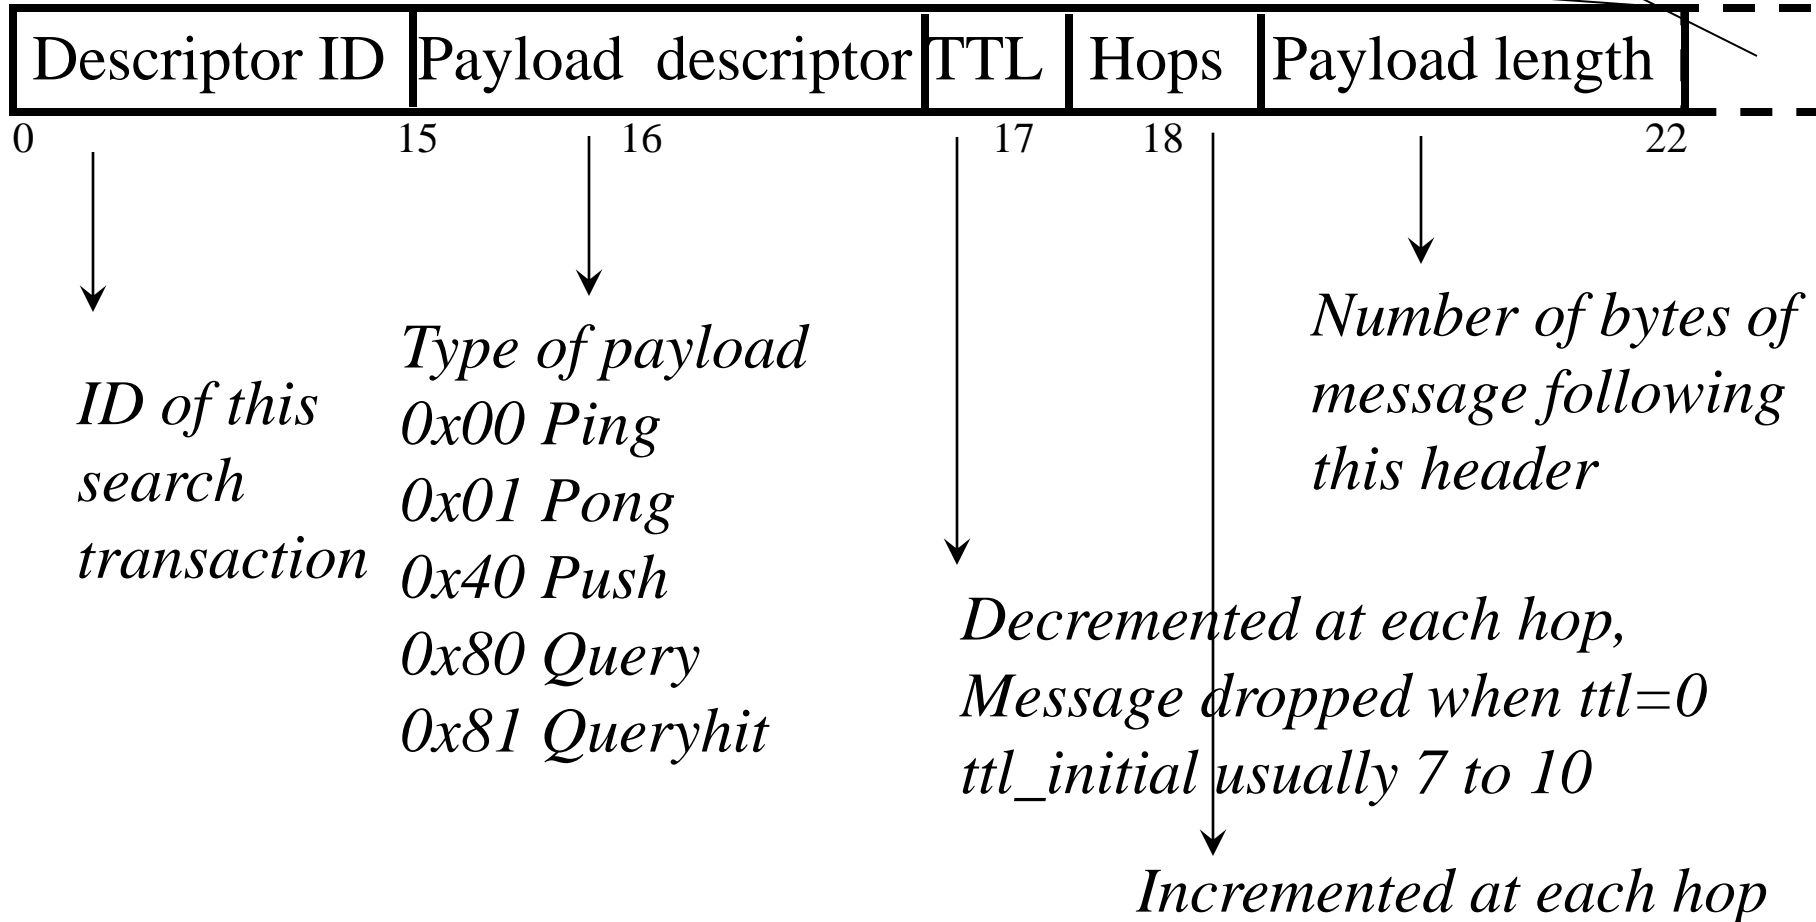 Descriptor ID Payload descriptor TTL Hops Payload length
0 15 16 17 18 22
ID of this
search
transaction
Type of payload
0x00 Ping
0x01 Pong
0x40 Push
0x80 Query
0x81 Queryhit
Number of bytes of
message following
this header
Decremented at each hop,
Message dropped when ttl=0
ttl_initial usually 7 to 10
Incremented at each hop